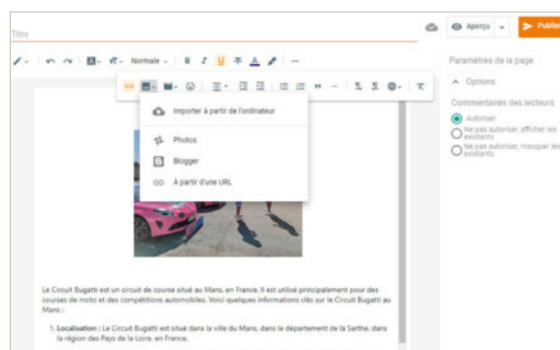 Titre
Aperçu
Publier
Normale
B I U A
Paramètres de la page
Options
Commentaires des lecteurs
Autoriser
Ne pas autoriser, afficher les
existants
Ne pas autoriser, masquer les
existants
Importer à partir de l'ordinateur
Photos
Blogger
À partir d'une URL
Le Circuit Bugatti est un circuit de course situé au Mans, en France. Il est utilisé principalement pour des
courses de moto et des compétitions automobiles. Voici quelques informations clés sur le Circuit Bugatti au
Mans :
1. Localisation : Le Circuit Bugatti est situé dans la ville du Mans, dans le département de la Sarthe, dans
la région des Pays de la Loire, en France.